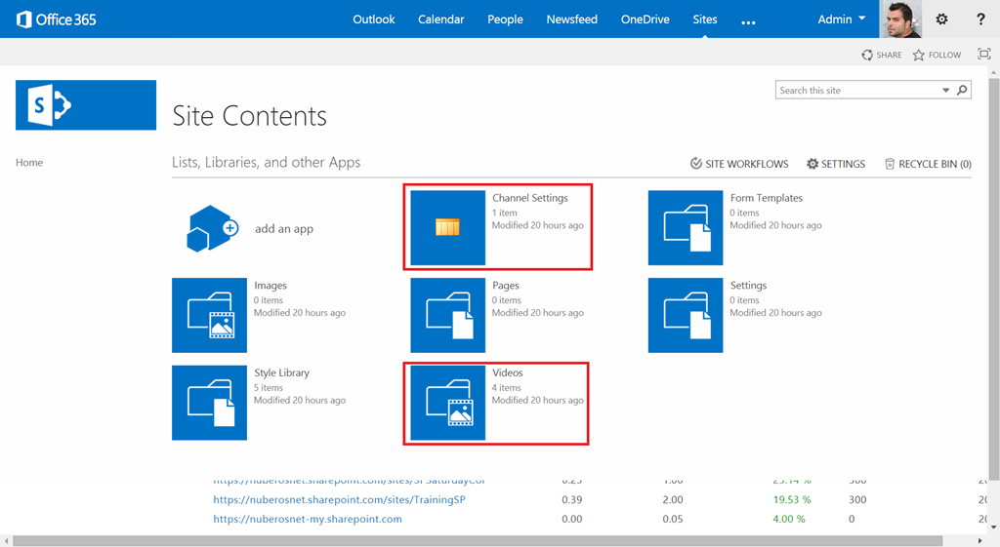 Office 365 Outlook Calendar People Newsfeed OneDrive Sites ... Admin ?
SHARE FOLLOW
S
Search this site
Site Contents
Home
Lists, Libraries, and other Apps
SITE WORKFLOWS SETTINGS RECYCLE BIN (0)
add an app
Channel Settings
1 item
Modified 20 hours ago
Form Templates
0 items
Modified 20 hours ago
Images
0 items
Modified 20 hours ago
Pages
0 items
Modified 20 hours ago
Settings
0 items
Modified 20 hours ago
Style Library
5 items
Modified 20 hours ago
Videos
4 items
Modified 20 hours ago
https://nuberosnet.sharepoint.com/sites/SPSaturdayCol 1.00 300
https://nuberosnet.sharepoint.com/sites/TrainingSP 0.39 2.00 19.53 % 300
https://nuberosnet-my.sharepoint.com 0.00 0.05 4.00 % 0